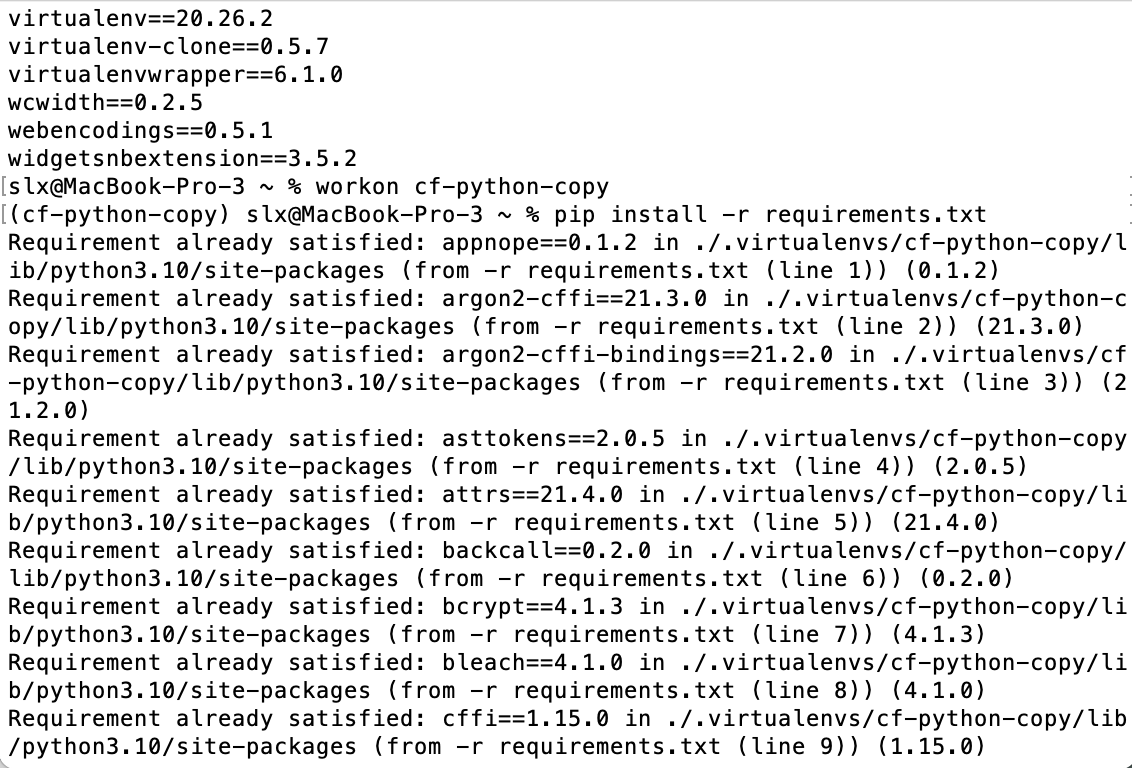 virtualenv==20.26.2
virtualenv-clone==0.5.7
virtualenvwrapper==6.1.0
wcwidth==0.2.5
webencodings==0.5.1
widgetsnbextension==3.5.2
[slx@MacBook-Pro-3 ~ % workon cf-python-copy
[(cf-python-copy) slx@MacBook-Pro-3 ~ % pip install -r requirements.txt
Requirement already satisfied: appnope==0.1.2 in ./.virtualenvs/cf-python-copy/l
ib/python3.10/site-packages (from -r requirements.txt (line 1)) (0.1.2)
Requirement already satisfied: argon2-cffi==21.3.0 in ./.virtualenvs/cf-python-c
opy/lib/python3.10/site-packages (from -r requirements.txt (line 2)) (21.3.0)
Requirement already satisfied: argon2-cffi-bindings==21.2.0 in ./.virtualenvs/cf
-python-copy/lib/python3.10/site-packages (from -r requirements.txt (line 3)) (2
1.2.0)
Requirement already satisfied: asttokens==2.0.5 in ./.virtualenvs/cf-python-copy
/lib/python3.10/site-packages (from -r requirements.txt (line 4)) (2.0.5)
Requirement already satisfied: attrs==21.4.0 in ./.virtualenvs/cf-python-copy/li
b/python3.10/site-packages (from -r requirements.txt (line 5)) (21.4.0)
Requirement already satisfied: backcall==0.2.0 in ./.virtualenvs/cf-python-copy/
lib/python3.10/site-packages (from -r requirements.txt (line 6)) (0.2.0)
Requirement already satisfied: bcrypt==4.1.3 in ./.virtualenvs/cf-python-copy/li
b/python3.10/site-packages (from -r requirements.txt (line 7)) (4.1.3)
Requirement already satisfied: bleach==4.1.0 in ./.virtualenvs/cf-python-copy/li
b/python3.10/site-packages (from -r requirements.txt (line 8)) (4.1.0)
Requirement already satisfied: cffi==1.15.0 in ./.virtualenvs/cf-python-copy/lib
/python3.10/site-packages (from -r requirements.txt (line 9)) (1.15.0)